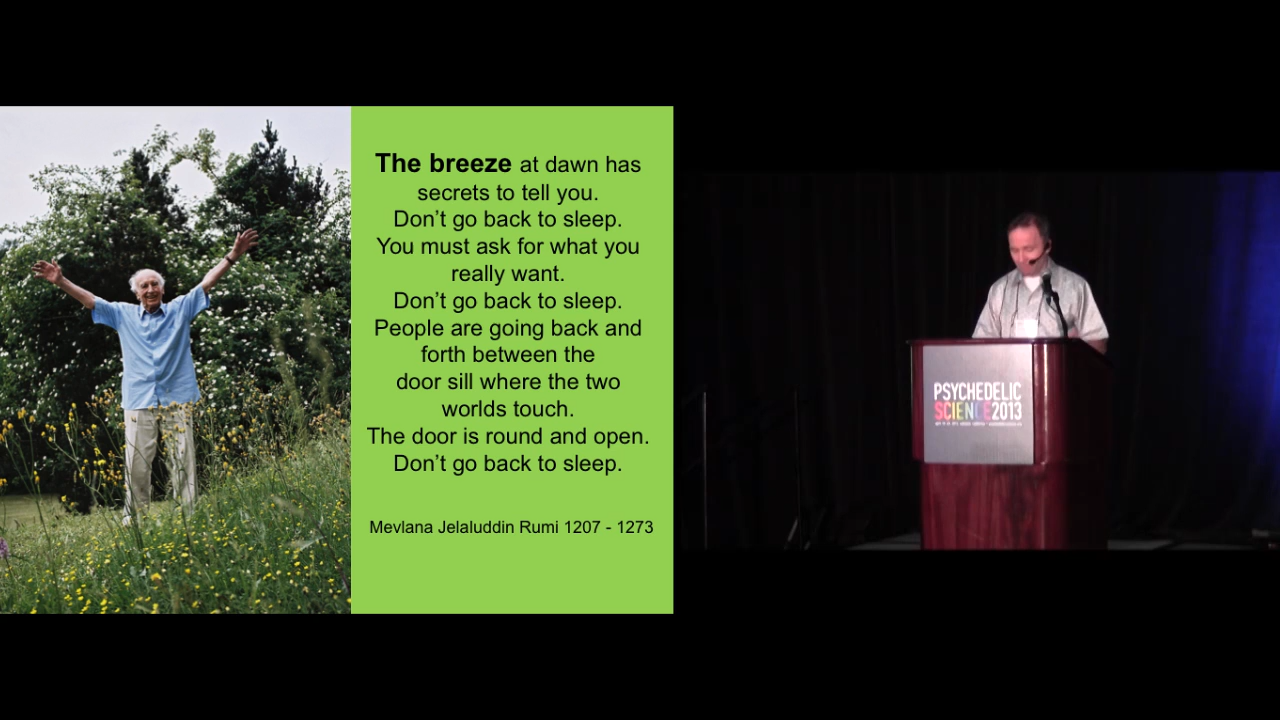 The breeze at dawn has
secrets to tell you.
Don’t go back to sleep.
You must ask for what you
really want.
Don’t go back to sleep.
People are going back and
forth between the
door sill where the two
worlds touch.
The door is round and open.
Don’t go back to sleep.
Mevlana Jelaluddin Rumi 1207 - 1273
PSYCHEDELIC
SCIENCE2013